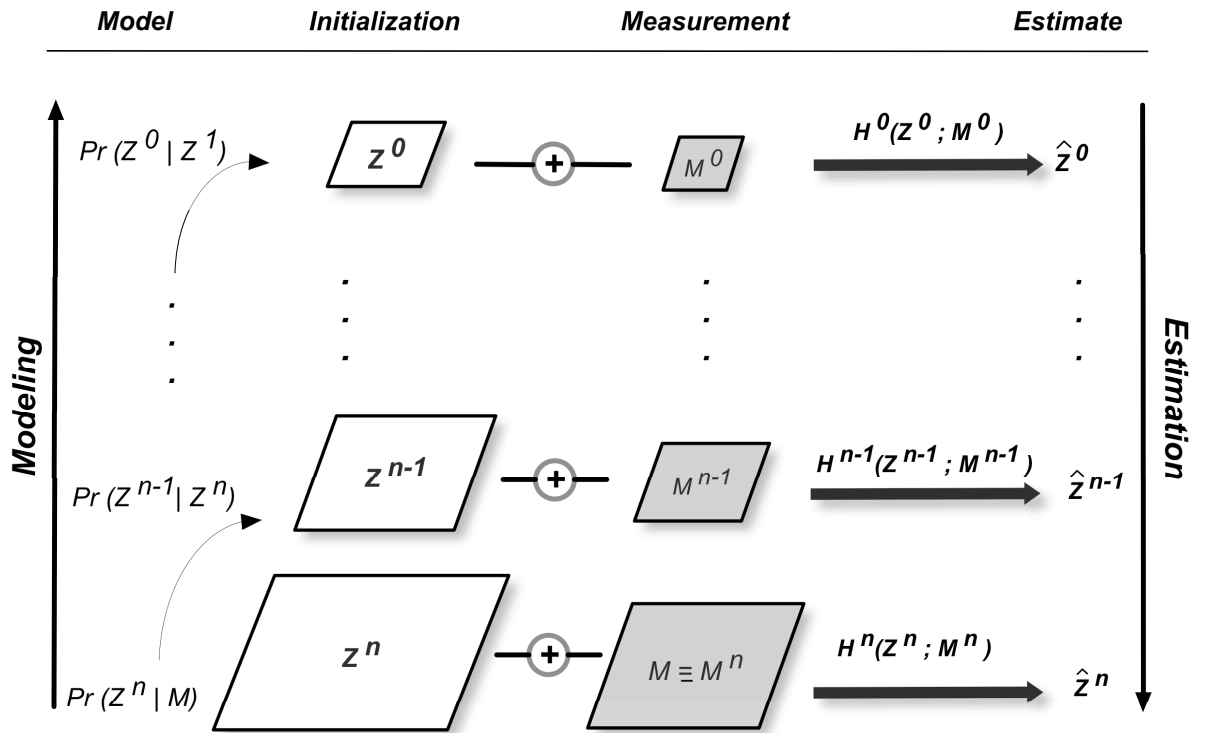 Model Initialization Measurement Estimate
Pr (Z^0 | Z^1) Z^0 + M^0 H^0(Z^0 ; M^0) Ẑ^0
. . . .
. . . .
. . . .
Modeling
Estimation
Pr (Z^n-1 | Z^n) Z^n-1 + M^n-1 H^n-1(Z^n-1 ; M^n-1) Ẑ^n-1
Pr (Z^n | M) Z^n + M ≡ M^n H^n(Z^n ; M^n) Ẑ^n